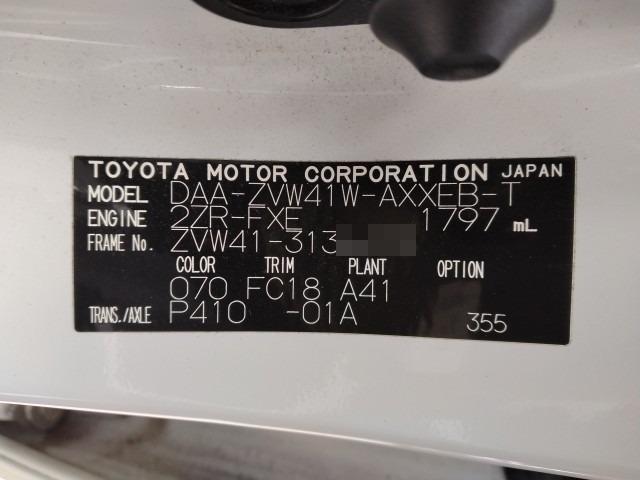 TOYOTA MOTOR CORPORATION JAPAN
MODEL DAA-ZVW41W-AXXEB-T
ENGINE 2ZR-FXE 1797 mL
FRAME No. ZVW41-313
COLOR TRIM PLANT OPTION
070 FC18 A41
TRANS./AXLE P410 -01A 355